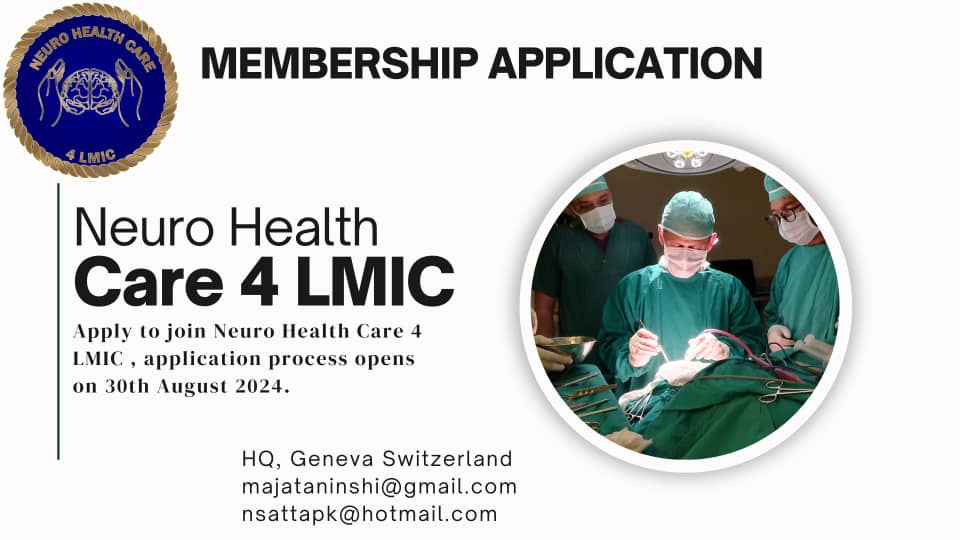 NEURO HEALTH CARE
4 LMIC
MEMBERSHIP APPLICATION
Neuro Health
Care 4 LMIC
Apply to join Neuro Health Care 4
LMIC , application process opens
on 30th August 2024.
HQ, Geneva Switzerland
majataninshi@gmail.com
nsattapk@hotmail.com